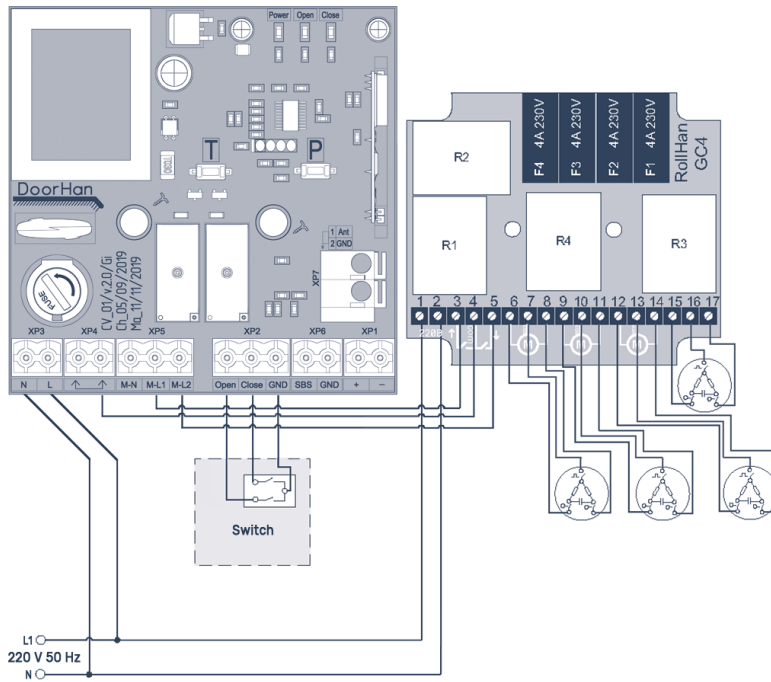 Power Open Close
T P
DoorHan
FUSE
CV_01/v.2.0/Gi
Ch_05/09/2019
Ma_11/11/2019
1 Ant
2 GND
XP7
XP3 XP4 XP5 XP2 XP6 XP1
N L M-N M-L1 M-L2 Open Close GND SBS GND + −
R2
F4 4A 230V
F3 4A 230V
F2 4A 230V
F1 4A 230V
RollHan
GC4
R1 R4 R3
1 2 3 4 5 6 7 8 9 10 11 12 13 14 15 16 17
220В M M M
Switch
L1
220 V 50 Hz
N